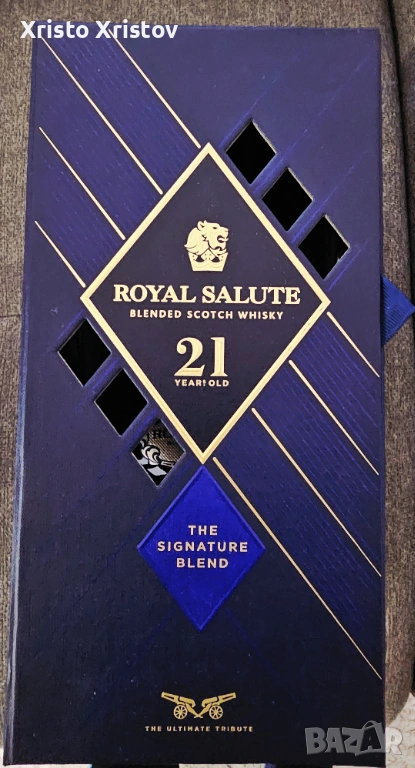 Xristo Xristov
ROYAL SALUTE
BLENDED SCOTCH WHISKY
21
YEARS OLD
THE
SIGNATURE
BLEND
THE ULTIMATE TRIBUTE
BAZAR